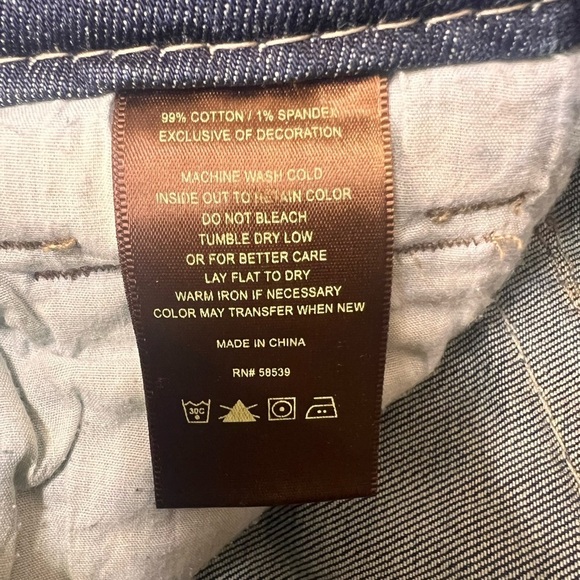 99% COTTON / 1% SPANDEX
EXCLUSIVE OF DECORATION
MACHINE WASH COLD
INSIDE OUT TO RETAIN COLOR
DO NOT BLEACH
TUMBLE DRY LOW
OR FOR BETTER CARE
LAY FLAT TO DRY
WARM IRON IF NECESSARY
COLOR MAY TRANSFER WHEN NEW
MADE IN CHINA
RN# 58539
30C